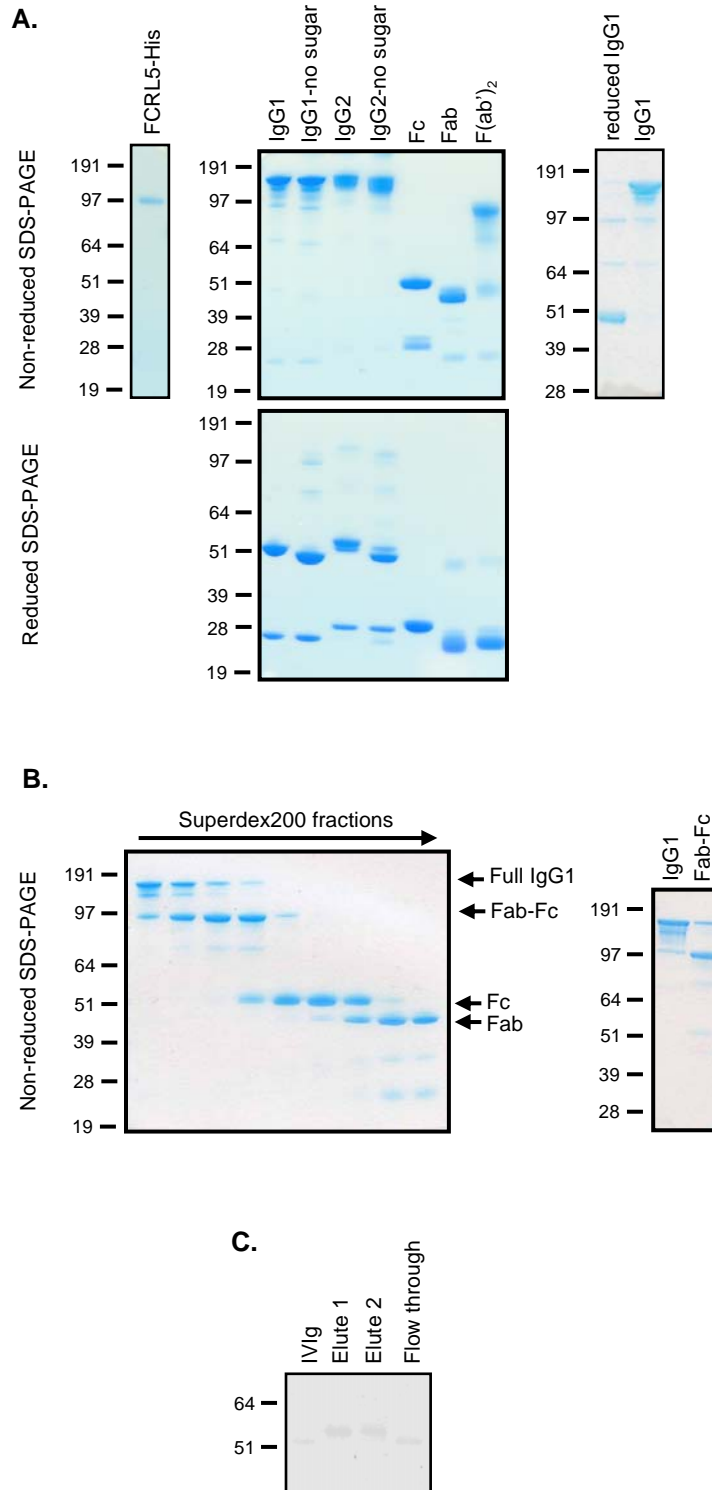 A.
FCRL5-His
IgG1
IgG1-no sugar
IgG2
IgG2-no sugar
Fc
Fab
F(ab')2
reduced IgG1
IgG1
Non-reduced SDS-PAGE
191
97
64
51
39
28
19
191
97
64
51
39
28
19
191
97
64
51
39
28
Reduced SDS-PAGE
191
97
64
51
39
28
19
B.
Superdex200 fractions
Non-reduced SDS-PAGE
191
97
64
51
39
28
19
Full IgG1
Fab-Fc
Fc
Fab
IgG1
Fab-Fc
191
97
64
51
39
28
C.
IVIg
Elute 1
Elute 2
Flow through
64
51